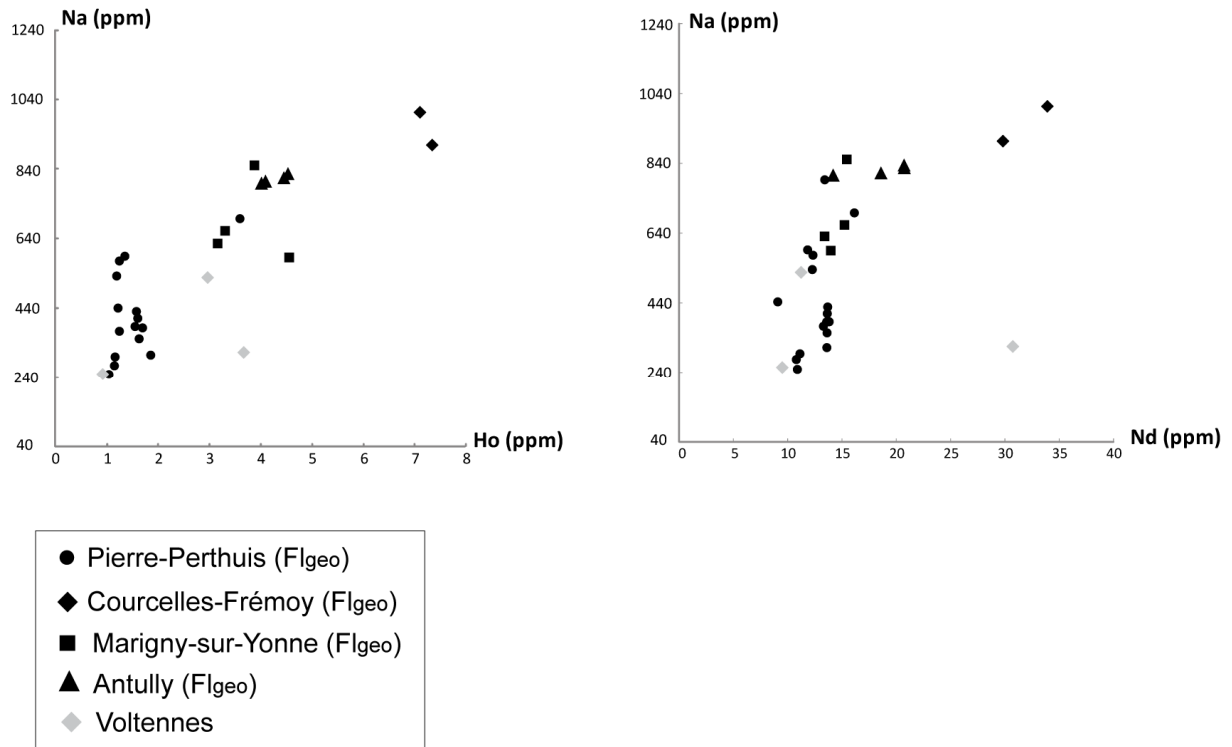 Na (ppm)
1240
1040
840
640
440
240
40
0 1 2 3 4 5 6 7 8
Ho (ppm)
Na (ppm)
1240
1040
840
640
440
240
40
0 5 10 15 20 25 30 35 40
Nd (ppm)
Pierre-Perthuis (Flgeo)
Courcelles-Frémoy (Flgeo)
Marigny-sur-Yonne (Flgeo)
Antully (Flgeo)
Voltennes